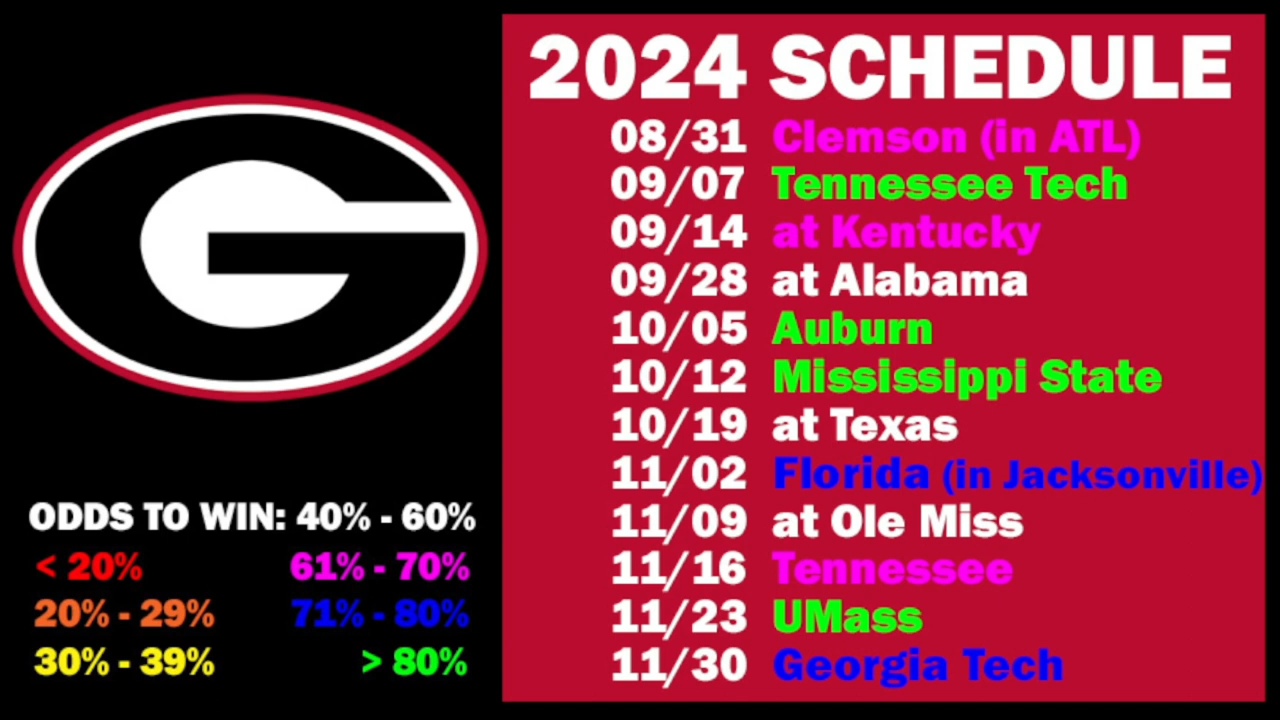 G
2024 SCHEDULE
08/31 Clemson (in ATL)
09/07 Tennessee Tech
09/14 at Kentucky
09/28 at Alabama
10/05 Auburn
10/12 Mississippi State
10/19 at Texas
11/02 Florida (in Jacksonville)
11/09 at Ole Miss
11/16 Tennessee
11/23 UMass
11/30 Georgia Tech
ODDS TO WIN: 40% - 60%
< 20% 61% - 70%
20% - 29% 71% - 80%
30% - 39% > 80%